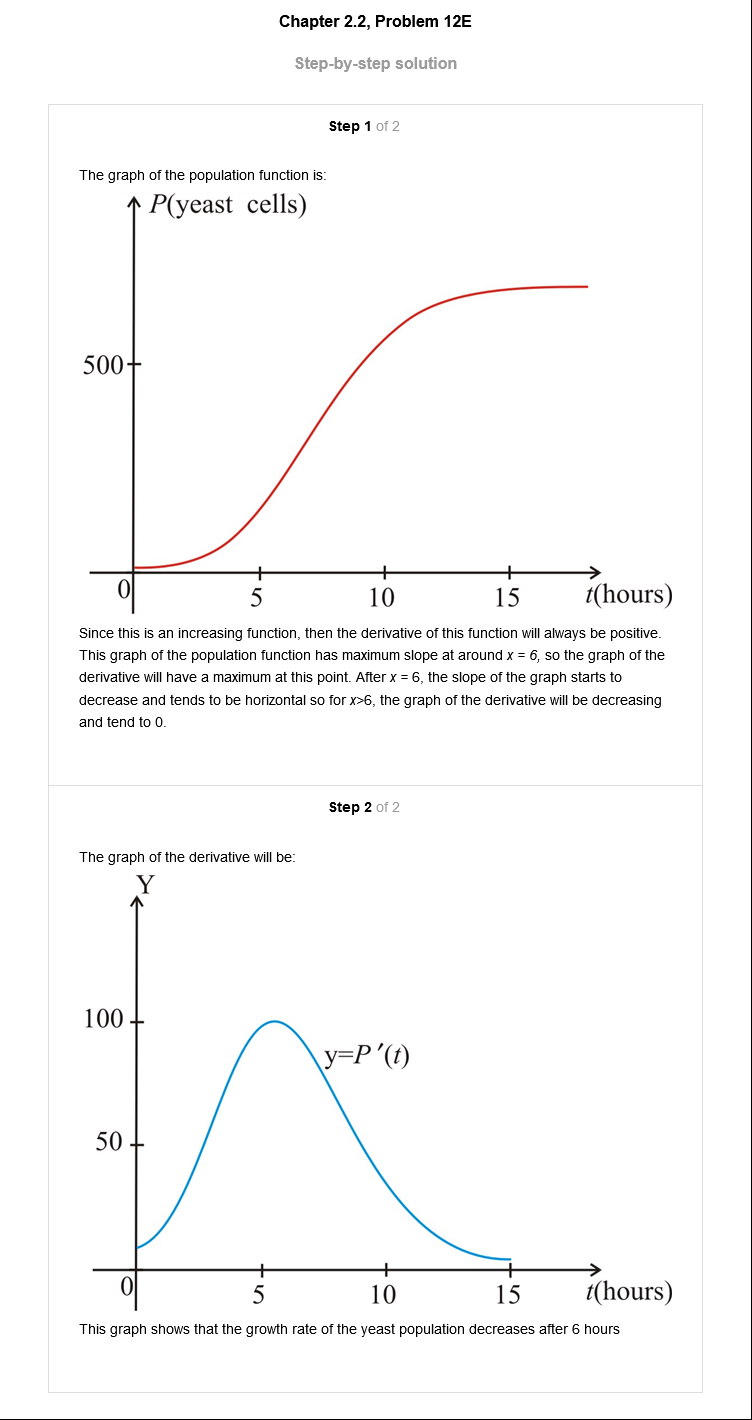 Chapter 2.2, Problem 12E
Step-by-step solution
Step 1 of 2
The graph of the population function is:
P(yeast cells)
500
0
5
10
15
t(hours)
Since this is an increasing function, then the derivative of this function will always be positive.
This graph of the population function has maximum slope at around x = 6, so the graph of the
derivative will have a maximum at this point. After x = 6, the slope of the graph starts to
decrease and tends to be horizontal so for x>6, the graph of the derivative will be decreasing
and tend to 0.
Step 2 of 2
The graph of the derivative will be:
Y
100
y=P′(t)
50
0
5
10
15
t(hours)
This graph shows that the growth rate of the yeast population decreases after 6 hours